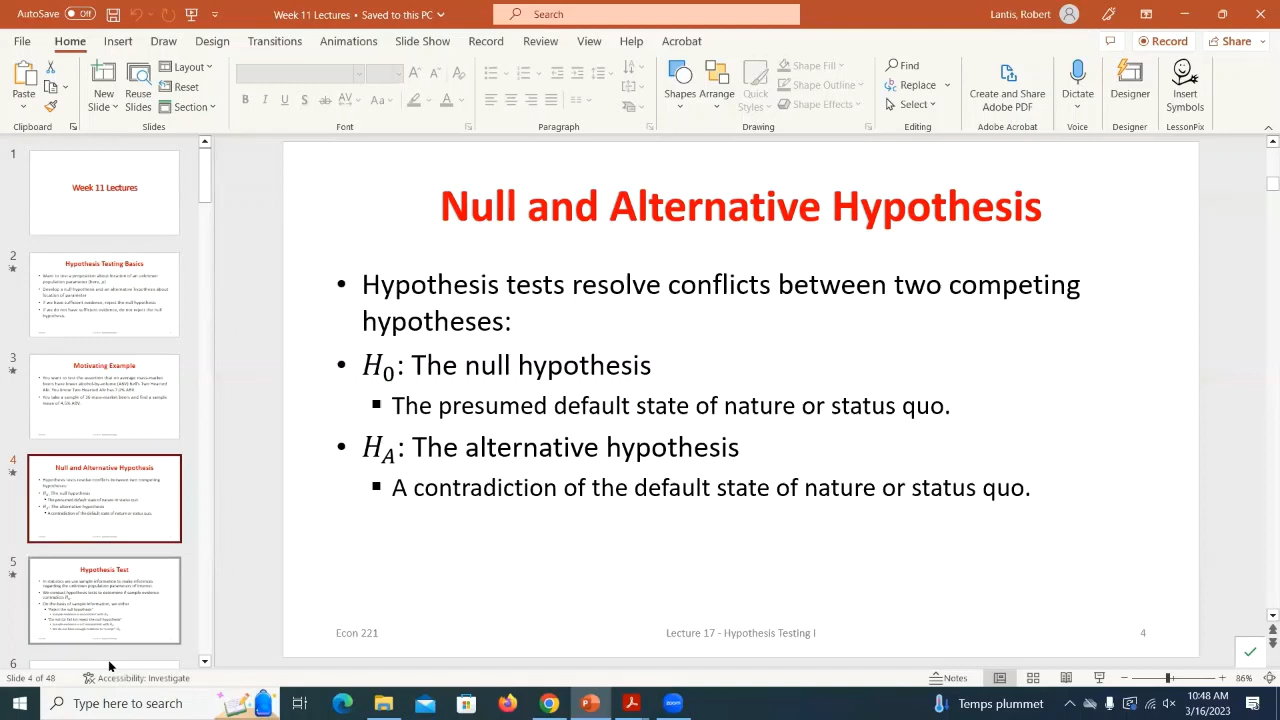 AutoSave Off Week 11 Lectures • Saved to this PC Search Lantis, Robert
File Home Insert Draw Design Transitions Animations Slide Show Record Review View Help Acrobat Record Share
Paste New Slide Reuse Slides Layout Reset Section
Shapes Arrange Quick Styles Shape Fill Shape Outline Shape Effects
Find Replace Select
Create and Share Adobe PDF Dictate Designer Insert Symbols
Clipboard Slides Font Paragraph Drawing Editing Adobe Acrobat Voice Designer LessonPix
1
Week 11 Lectures
2
Hypothesis Testing Basics
3
Motivating Example
4
Null and Alternative Hypothesis
5
Hypothesis Test
6
Null and Alternative Hypothesis
• Hypothesis tests resolve conflicts between two competing
hypotheses:
• H₀: The null hypothesis
▪ The presumed default state of nature or status quo.
• H_A: The alternative hypothesis
▪ A contradiction of the default state of nature or status quo.
Econ 221 Lecture 17 - Hypothesis Testing I 4
Slide 4 of 48 Accessibility: Investigate Notes 86%
Type here to search Temps plummet 10:48 AM
3/16/2023